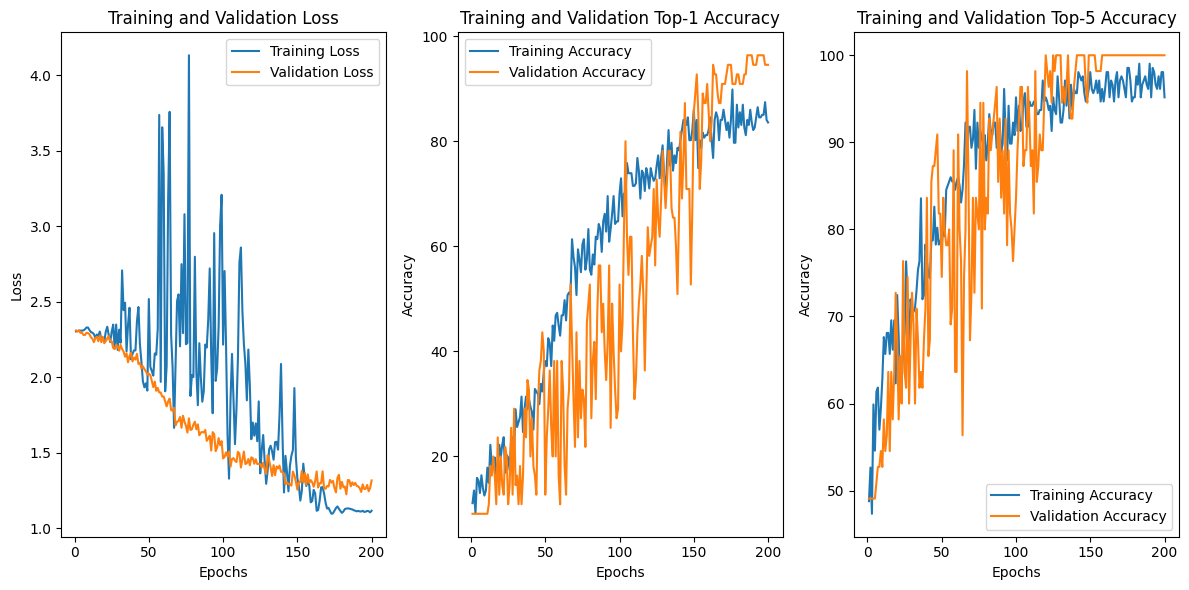 Training and Validation Loss
Training Loss
Validation Loss
4.0
3.5
3.0
2.5
2.0
1.5
1.0
Loss
0 50 100 150 200
Epochs
Training and Validation Top-1 Accuracy
Training Accuracy
Validation Accuracy
100
80
60
40
20
Accuracy
0 50 100 150 200
Epochs
Training and Validation Top-5 Accuracy
100
90
80
70
60
50
Accuracy
Training Accuracy
Validation Accuracy
0 50 100 150 200
Epochs